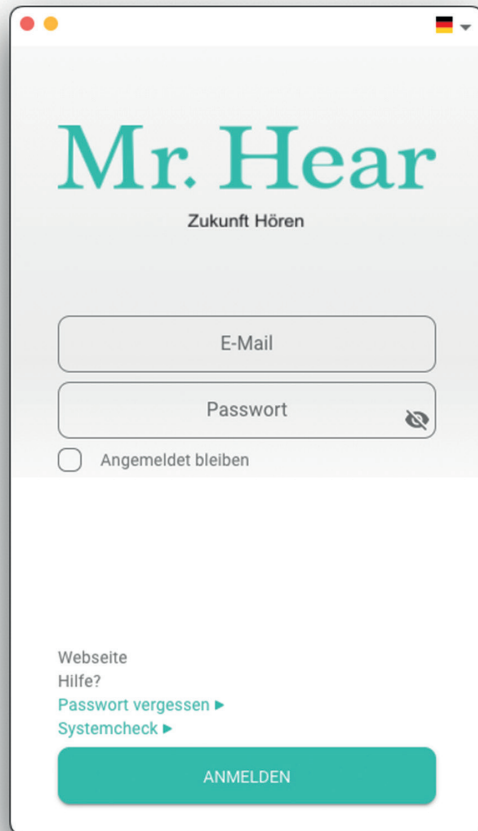 Mr. Hear
Zukunft Hören
E-Mail
Passwort
Angemeldet bleiben
Webseite
Hilfe?
Passwort vergessen ▸
Systemcheck ▸
ANMELDEN